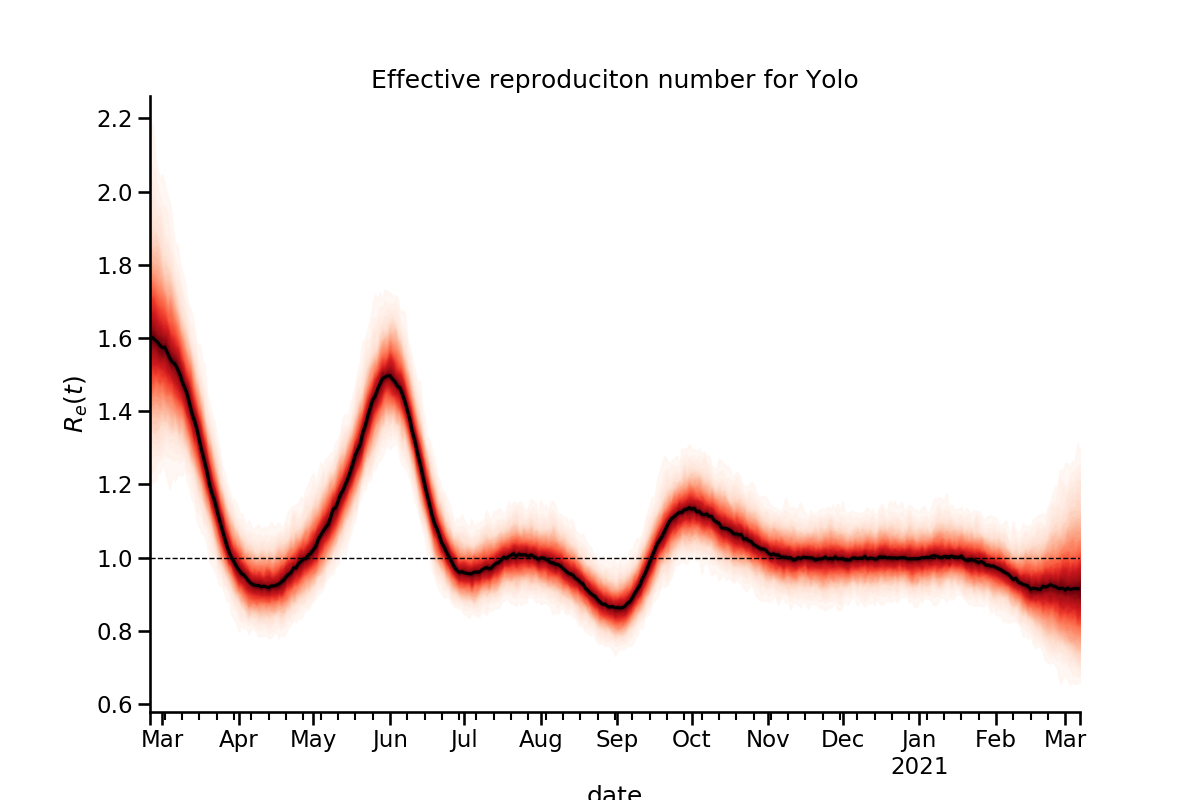 Effective reproduciton number for Yolo
2.2
2.0
1.8
1.6
1.4
1.2
1.0
0.8
0.6
Re(t)
Mar Apr May Jun Jul Aug Sep Oct Nov Dec Jan Feb Mar
2021
date